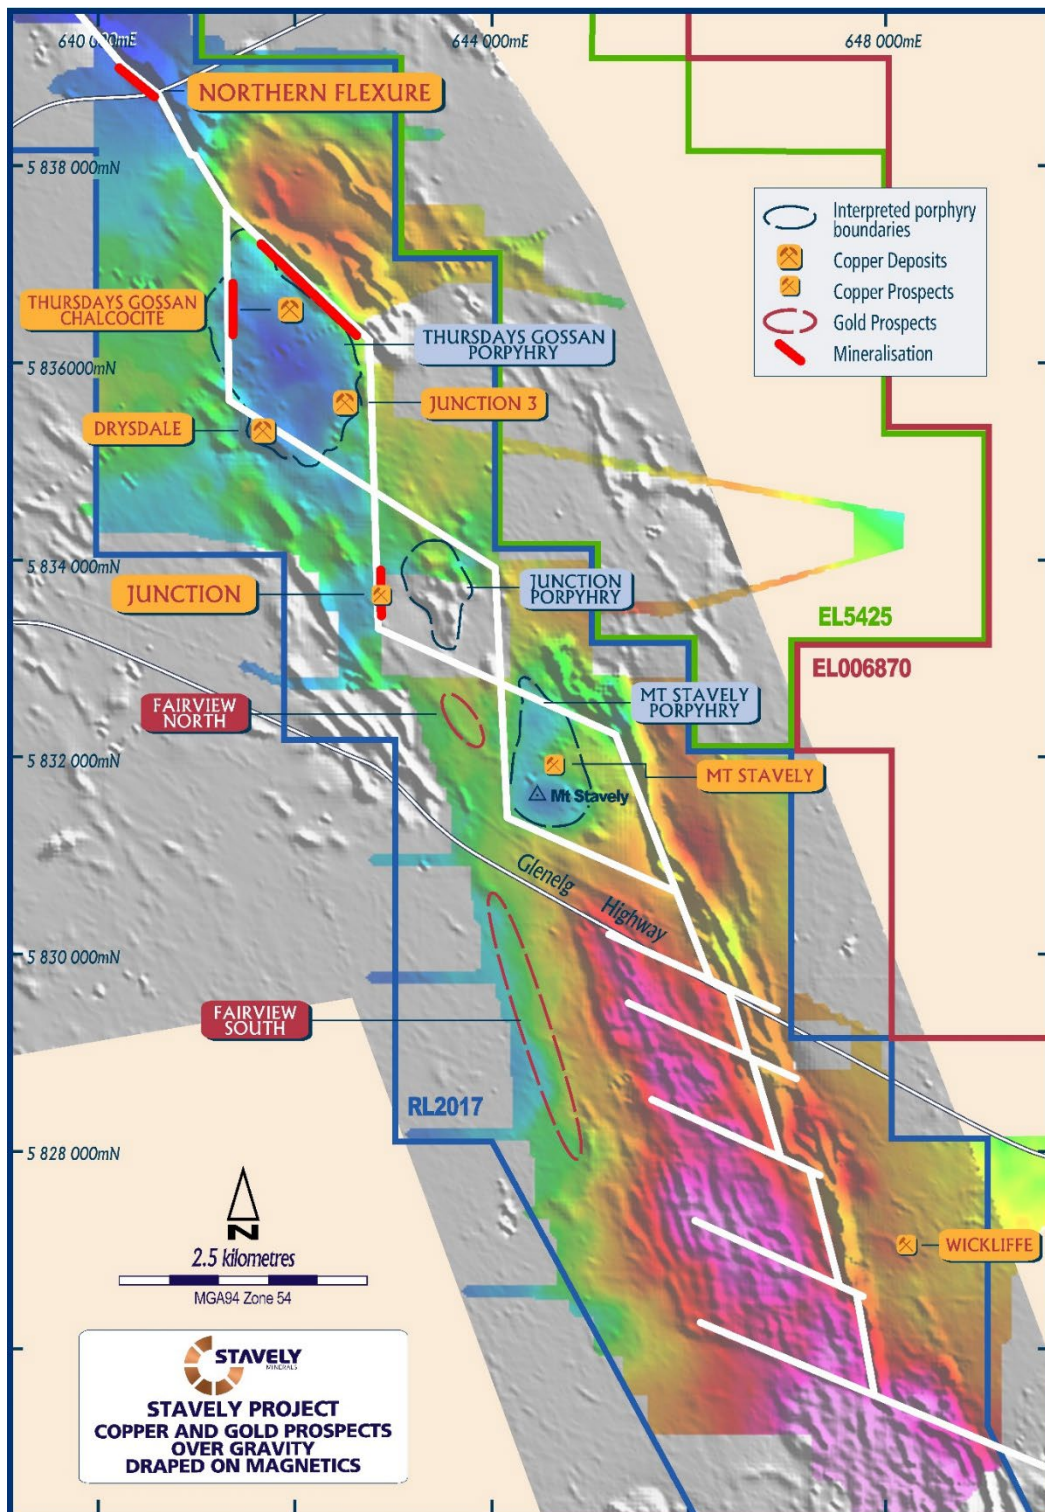 640 000mE
644 000mE
648 000mE
NORTHERN FLEXURE
5 838 000mN
Interpreted porphyry
boundaries
Copper Deposits
Copper Prospects
Gold Prospects
Mineralisation
THURSDAYS GOSSAN
CHALCOCITE
THURSDAYS GOSSAN
PORPYHRY
5 836000mN
JUNCTION 3
DRYSDALE
5 834 000mN
JUNCTION
JUNCTION
PORPYHRY
EL5425
EL006870
FAIRVIEW
NORTH
MT STAVELY
PORPYHRY
5 832 000mN
MT STAVELY
Mt Stavely
Glenelg
Highway
5 830 000mN
FAIRVIEW
SOUTH
RL2017
5 828 000mN
N
2.5 kilometres
MGA94 Zone 54
WICKLIFFE
STAVELY
MINERALS
STAVELY PROJECT
COPPER AND GOLD PROSPECTS
OVER GRAVITY
DRAPED ON MAGNETICS